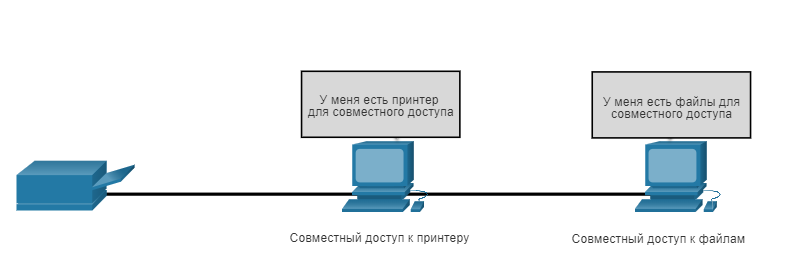 У меня есть принтер
для совместного доступа
У меня есть файлы для
совместного доступа
Совместный доступ к принтеру
Совместный доступ к файлам